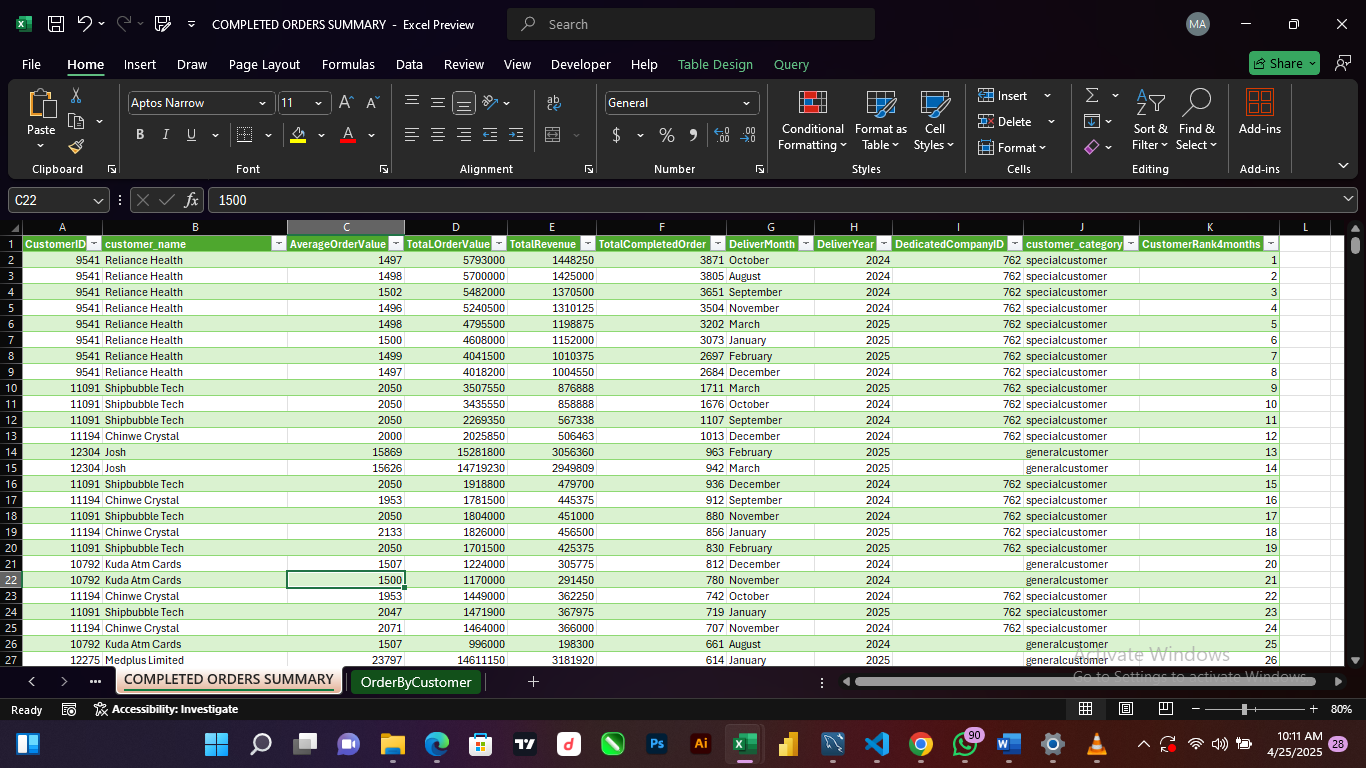 COMPLETED ORDERS SUMMARY - Excel Preview Search MA
File Home Insert Draw Page Layout Formulas Data Review View Developer Help Table Design Query Share
Aptos Narrow 11 General Insert
Paste B I U $ % Conditional Format as Cell Delete Sort & Find & Add-ins
Formatting Table Styles Format Filter Select
Clipboard Font Alignment Number Styles Cells Editing Add-ins
C22 fx 1500
A B C D E F G H I J K L
1 CustomerID customer_name AverageOrderValue TotaLOrderValue TotalRevenue TotalCompletedOrder DeliverMonth DeliverYear DedicatedCompanyID customer_category CustomerRank4months
2 9541 Reliance Health 1497 5793000 1448250 3871 October 2024 762 specialcustomer 1
3 9541 Reliance Health 1498 5700000 1425000 3805 August 2024 762 specialcustomer 2
4 9541 Reliance Health 1502 5482000 1370500 3651 September 2024 762 specialcustomer 3
5 9541 Reliance Health 1496 5240500 1310125 3504 November 2024 762 specialcustomer 4
6 9541 Reliance Health 1498 4795500 1198875 3202 March 2025 762 specialcustomer 5
7 9541 Reliance Health 1500 4608000 1152000 3073 January 2025 762 specialcustomer 6
8 9541 Reliance Health 1499 4041500 1010375 2697 February 2025 762 specialcustomer 7
9 9541 Reliance Health 1497 4018200 1004550 2684 December 2024 762 specialcustomer 8
10 11091 Shipbubble Tech 2050 3507550 876888 1711 March 2025 762 specialcustomer 9
11 11091 Shipbubble Tech 2050 3435550 858888 1676 October 2024 762 specialcustomer 10
12 11091 Shipbubble Tech 2050 2269350 567338 1107 September 2024 762 specialcustomer 11
13 11194 Chinwe Crystal 2000 2025850 506463 1013 December 2024 762 specialcustomer 12
14 12304 Josh 15869 15281800 3056360 963 February 2025 generalcustomer 13
15 12304 Josh 15626 14719230 2949809 942 March 2025 generalcustomer 14
16 11091 Shipbubble Tech 2050 1918800 479700 936 December 2024 762 specialcustomer 15
17 11194 Chinwe Crystal 1953 1781500 445375 912 September 2024 762 specialcustomer 16
18 11091 Shipbubble Tech 2050 1804000 451000 880 November 2024 762 specialcustomer 17
19 11194 Chinwe Crystal 2133 1826000 456500 856 January 2025 762 specialcustomer 18
20 11091 Shipbubble Tech 2050 1701500 425375 830 February 2025 762 specialcustomer 19
21 10792 Kuda Atm Cards 1507 1224000 305775 812 December 2024 generalcustomer 20
22 10792 Kuda Atm Cards 1500 1170000 291450 780 November 2024 generalcustomer 21
23 11194 Chinwe Crystal 1953 1449000 362250 742 October 2024 762 specialcustomer 22
24 11091 Shipbubble Tech 2047 1471900 367975 719 January 2025 762 specialcustomer 23
25 11194 Chinwe Crystal 2071 1464000 366000 707 November 2024 762 specialcustomer 24
26 10792 Kuda Atm Cards 1507 996000 198300 661 August 2024 generalcustomer 25
27 12275 Medplus Limited 23797 14611150 3181920 614 January 2025 generalcustomer 26
Activate Windows
Go to Settings to activate Windows.
COMPLETED ORDERS SUMMARY OrderByCustomer
Ready Accessibility: Investigate 80%
Ps Ai 90 10:11 AM
4/25/2025 28